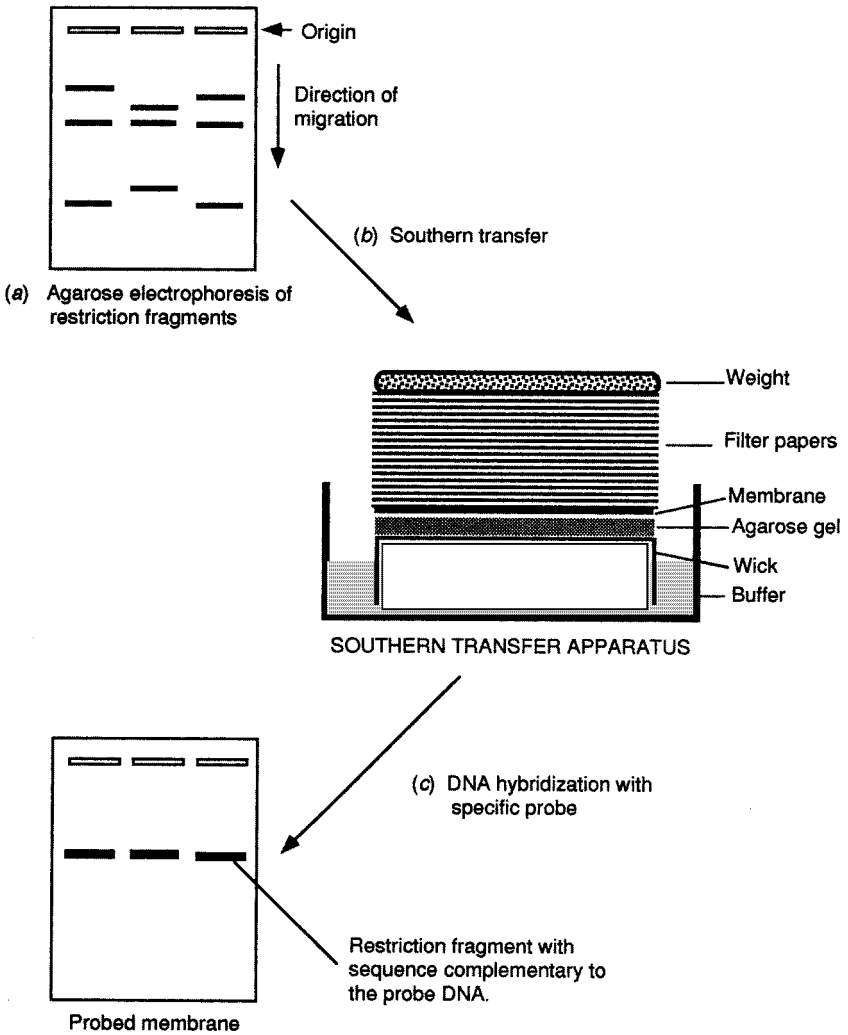 Origin
Direction of
migration
(b) Southern transfer
(a) Agarose electrophoresis of
restriction fragments
Weight
Filter papers
Membrane
Agarose gel
Wick
Buffer
SOUTHERN TRANSFER APPARATUS
(c) DNA hybridization with
specific probe
Restriction fragment with
sequence complementary to
the probe DNA.
Probed membrane